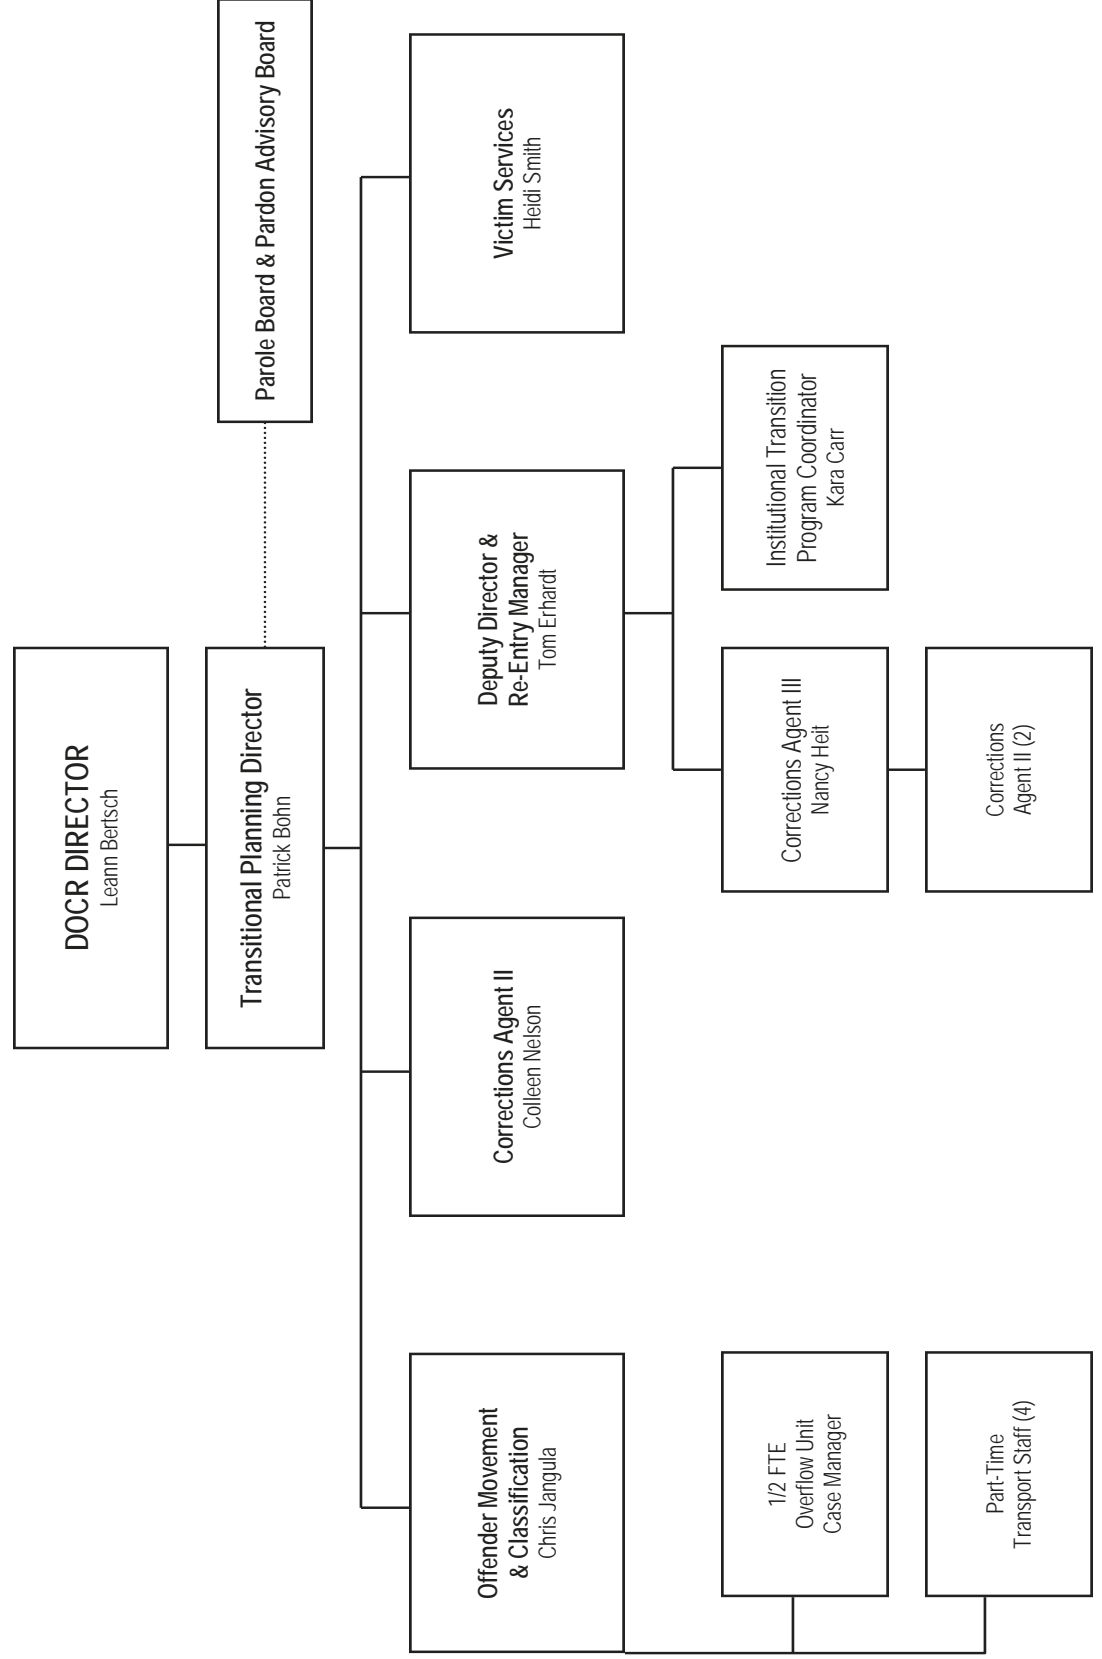 DOCR DIRECTOR
Leann Bertsch
Transitional Planning Director
Patrick Bohn
Parole Board & Pardon Advisory Board
Offender Movement
& Classification
Chris Jangula
Corrections Agent II
Colleen Nelson
Deputy Director &
Re-Entry Manager
Tom Erhardt
Victim Services
Heidi Smith
1/2 FTE
Overflow Unit
Case Manager
Corrections Agent III
Nancy Heit
Institutional Transition
Program Coordinator
Kara Carr
Part-Time
Transport Staff (4)
Corrections
Agent II (2)